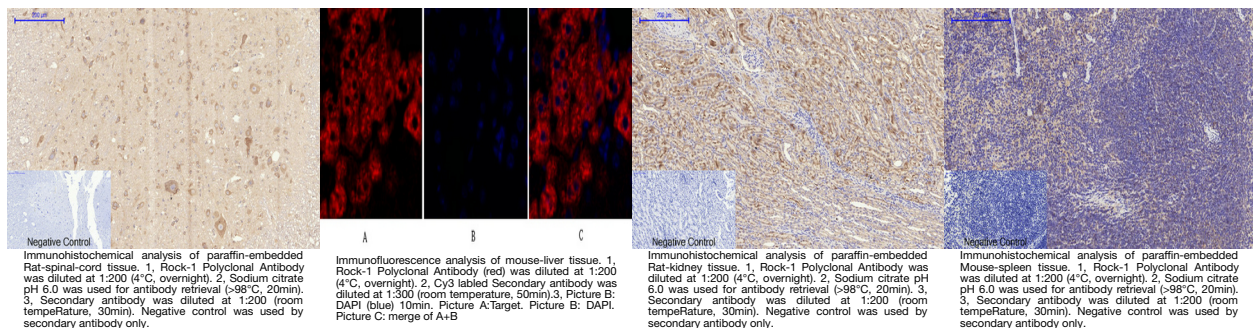 Negative Control
Immunohistochemical analysis of paraffin-embedded
Rat-spinal-cord tissue. 1, Rock-1 Polyclonal Antibody
was diluted at 1:200 (4°C, overnight). 2, Sodium citrate
pH 6.0 was used for antibody retrieval (>98°C, 20min).
3, Secondary antibody was diluted at 1:200 (room
tempeRature, 30min). Negative control was used by
secondary antibody only.
A B C
Immunofluorescence analysis of mouse-liver tissue. 1,
Rock-1 Polyclonal Antibody (red) was diluted at 1:200
(4°C, overnight). 2, Cy3 labled Secondary antibody was
diluted at 1:300 (room temperature, 50min).3, Picture B:
DAPI (blue) 10min. Picture A:Target. Picture B: DAPI.
Picture C: merge of A+B
Negative Control
Immunohistochemical analysis of paraffin-embedded
Rat-kidney tissue. 1, Rock-1 Polyclonal Antibody was
diluted at 1:200 (4°C, overnight). 2, Sodium citrate pH
6.0 was used for antibody retrieval (>98°C, 20min). 3,
Secondary antibody was diluted at 1:200 (room
tempeRature, 30min). Negative control was used by
secondary antibody only.
Negative Control
Immunohistochemical analysis of paraffin-embedded
Mouse-spleen tissue. 1, Rock-1 Polyclonal Antibody
was diluted at 1:200 (4°C, overnight). 2, Sodium citrate
pH 6.0 was used for antibody retrieval (>98°C, 20min).
3, Secondary antibody was diluted at 1:200 (room
tempeRature, 30min). Negative control was used by
secondary antibody only.